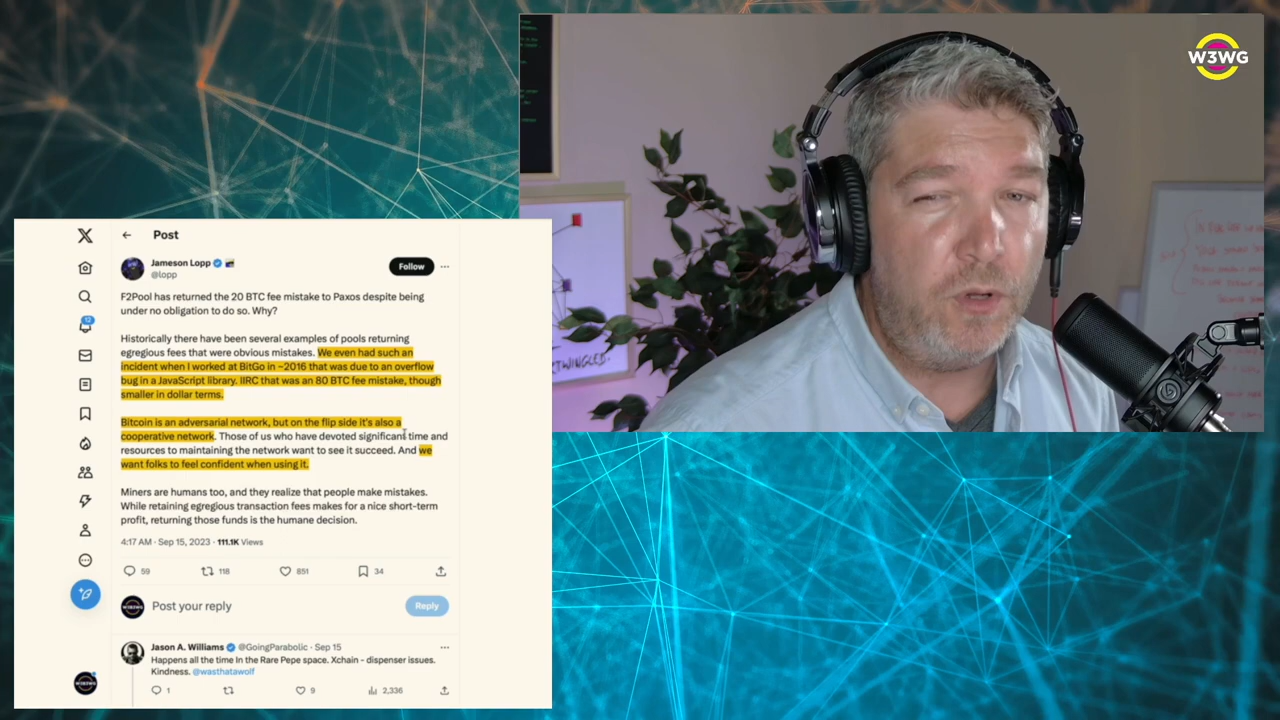 W3WG
TWINGLED.
X
Post
Jameson Lopp
@lopp
Follow
F2Pool has returned the 20 BTC fee mistake to Paxos despite being
under no obligation to do so. Why?
Historically there have been several examples of pools returning
egregious fees that were obvious mistakes. We even had such an
incident when I worked at BitGo in ~2016 that was due to an overflow
bug in a JavaScript library. IIRC that was an 80 BTC fee mistake, though
smaller in dollar terms.
Bitcoin is an adversarial network, but on the flip side it's also a
cooperative network. Those of us who have devoted significant time and
resources to maintaining the network want to see it succeed. And we
want folks to feel confident when using it.
Miners are humans too, and they realize that people make mistakes.
While retaining egregious transaction fees makes for a nice short-term
profit, returning those funds is the humane decision.
4:17 AM · Sep 15, 2023 · 111.1K Views
59 118 851 34
12
Post your reply
Reply
Jason A. Williams @GoingParabolic · Sep 15
Happens all the time In the Rare Pepe space. Xchain - dispenser issues.
Kindness. @wasthatawolf
1 9 2,336